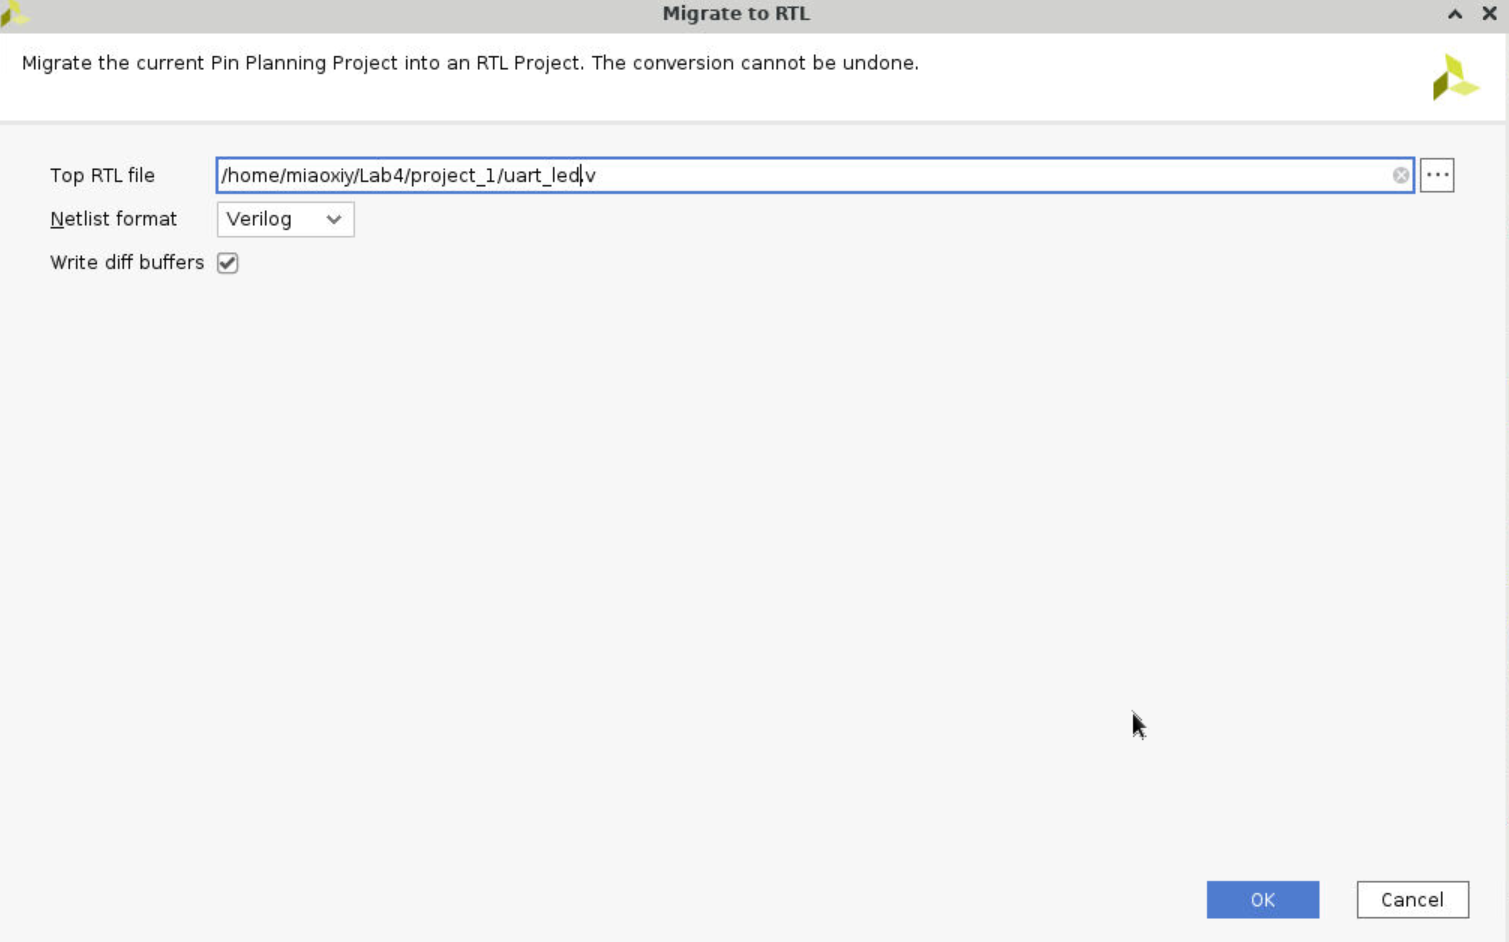 Migrate to RTL
Migrate the current Pin Planning Project into an RTL Project. The conversion cannot be undone.
Top RTL file /home/miaoxiy/Lab4/project_1/uart_led.v
Netlist format Verilog
Write diff buffers
OK Cancel